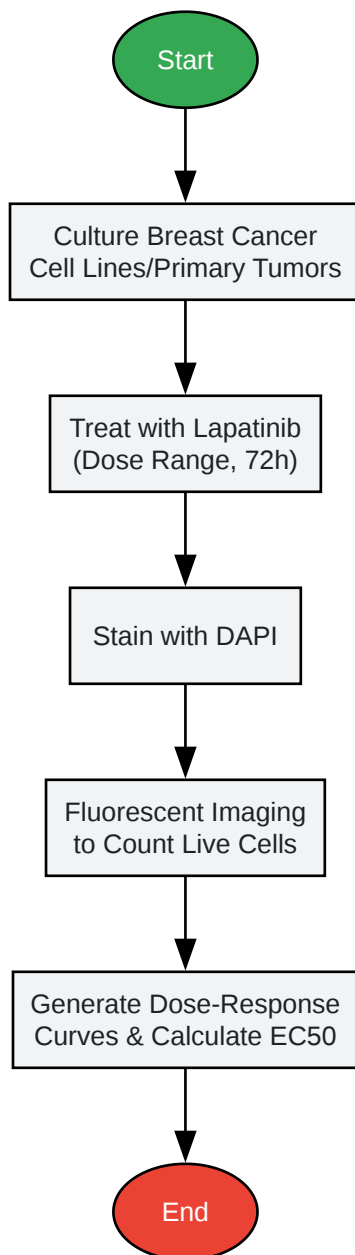 Start
Culture Breast Cancer
Cell Lines/Primary Tumors
Treat with Lapatinib
(Dose Range, 72h)
Stain with DAPI
Fluorescent Imaging
to Count Live Cells
Generate Dose-Response
Curves & Calculate EC50
End